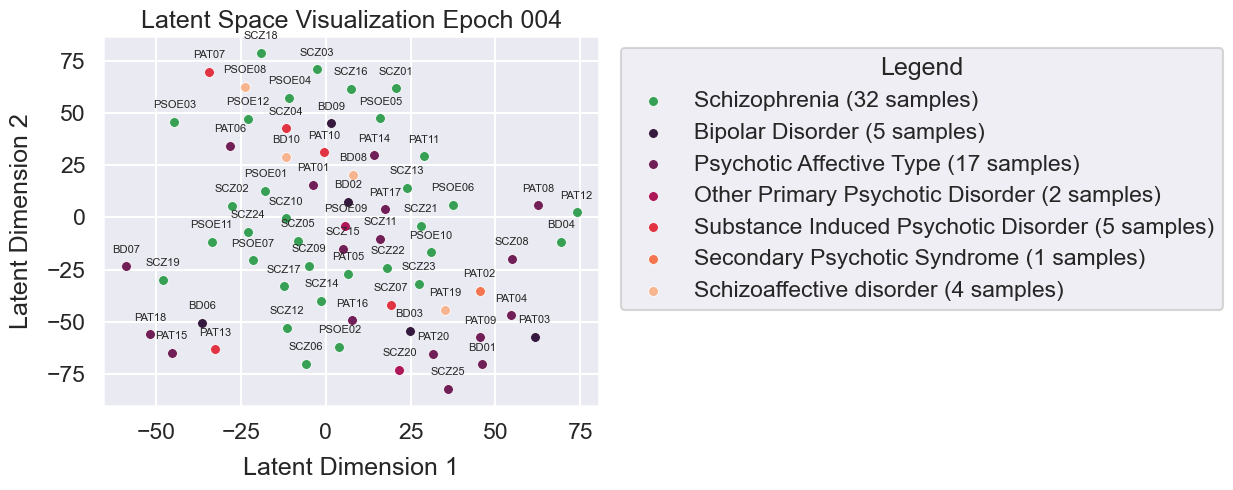 Latent Space Visualization Epoch 004
SCZ18
PAT07
SCZ03
PSOE08
SCZ16
SCZ01
PSOE04
PSOE03
PSOE12
PSOE05
SCZ04
BD09
PAT06
BD10
PAT10
PAT14
PAT11
PAT01
BD08
PSOE01
SCZ13
SCZ02
BD02
PAT17
PSOE06
PAT08
PAT12
SCZ10
SCZ24
PSOE09
SCZ21
PSOE11
SCZ05
SCZ11
BD04
SCZ15
PSOE10
BD07
PSOE07
SCZ09
PAT05
SCZ22
SCZ08
SCZ19
SCZ17
SCZ23
SCZ14
SCZ07
PAT02
BD06
SCZ12
PAT16
PAT19
PAT04
PAT18
BD03
PAT03
PAT15
PAT13
PSOE02
PAT20
PAT09
SCZ06
SCZ20
BD01
SCZ25
75
50
25
0
−25
−50
−75
Latent Dimension 2
−50 −25 0 25 50 75
Latent Dimension 1
Legend
Schizophrenia (32 samples)
Bipolar Disorder (5 samples)
Psychotic Affective Type (17 samples)
Other Primary Psychotic Disorder (2 samples)
Substance Induced Psychotic Disorder (5 samples)
Secondary Psychotic Syndrome (1 samples)
Schizoaffective disorder (4 samples)